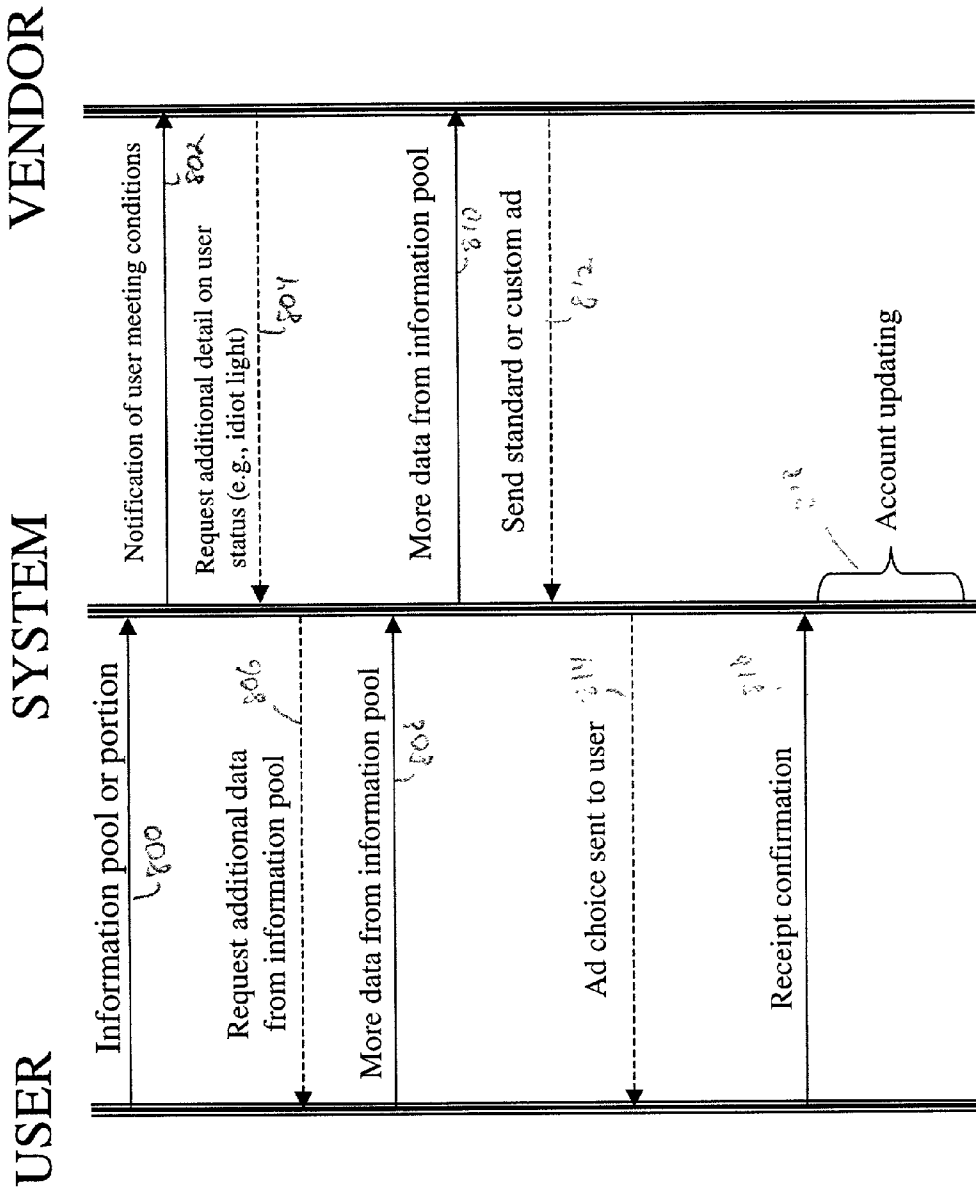 USER
SYSTEM
VENDOR
Information pool or portion
800
Notification of user meeting conditions
802
Request additional detail on user
status (e.g., idiot light)
804
Request additional data
from information pool
806
More data from information pool
808
More data from information pool
810
Send standard or custom ad
812
Ad choice sent to user
814
Receipt confirmation
Account updating